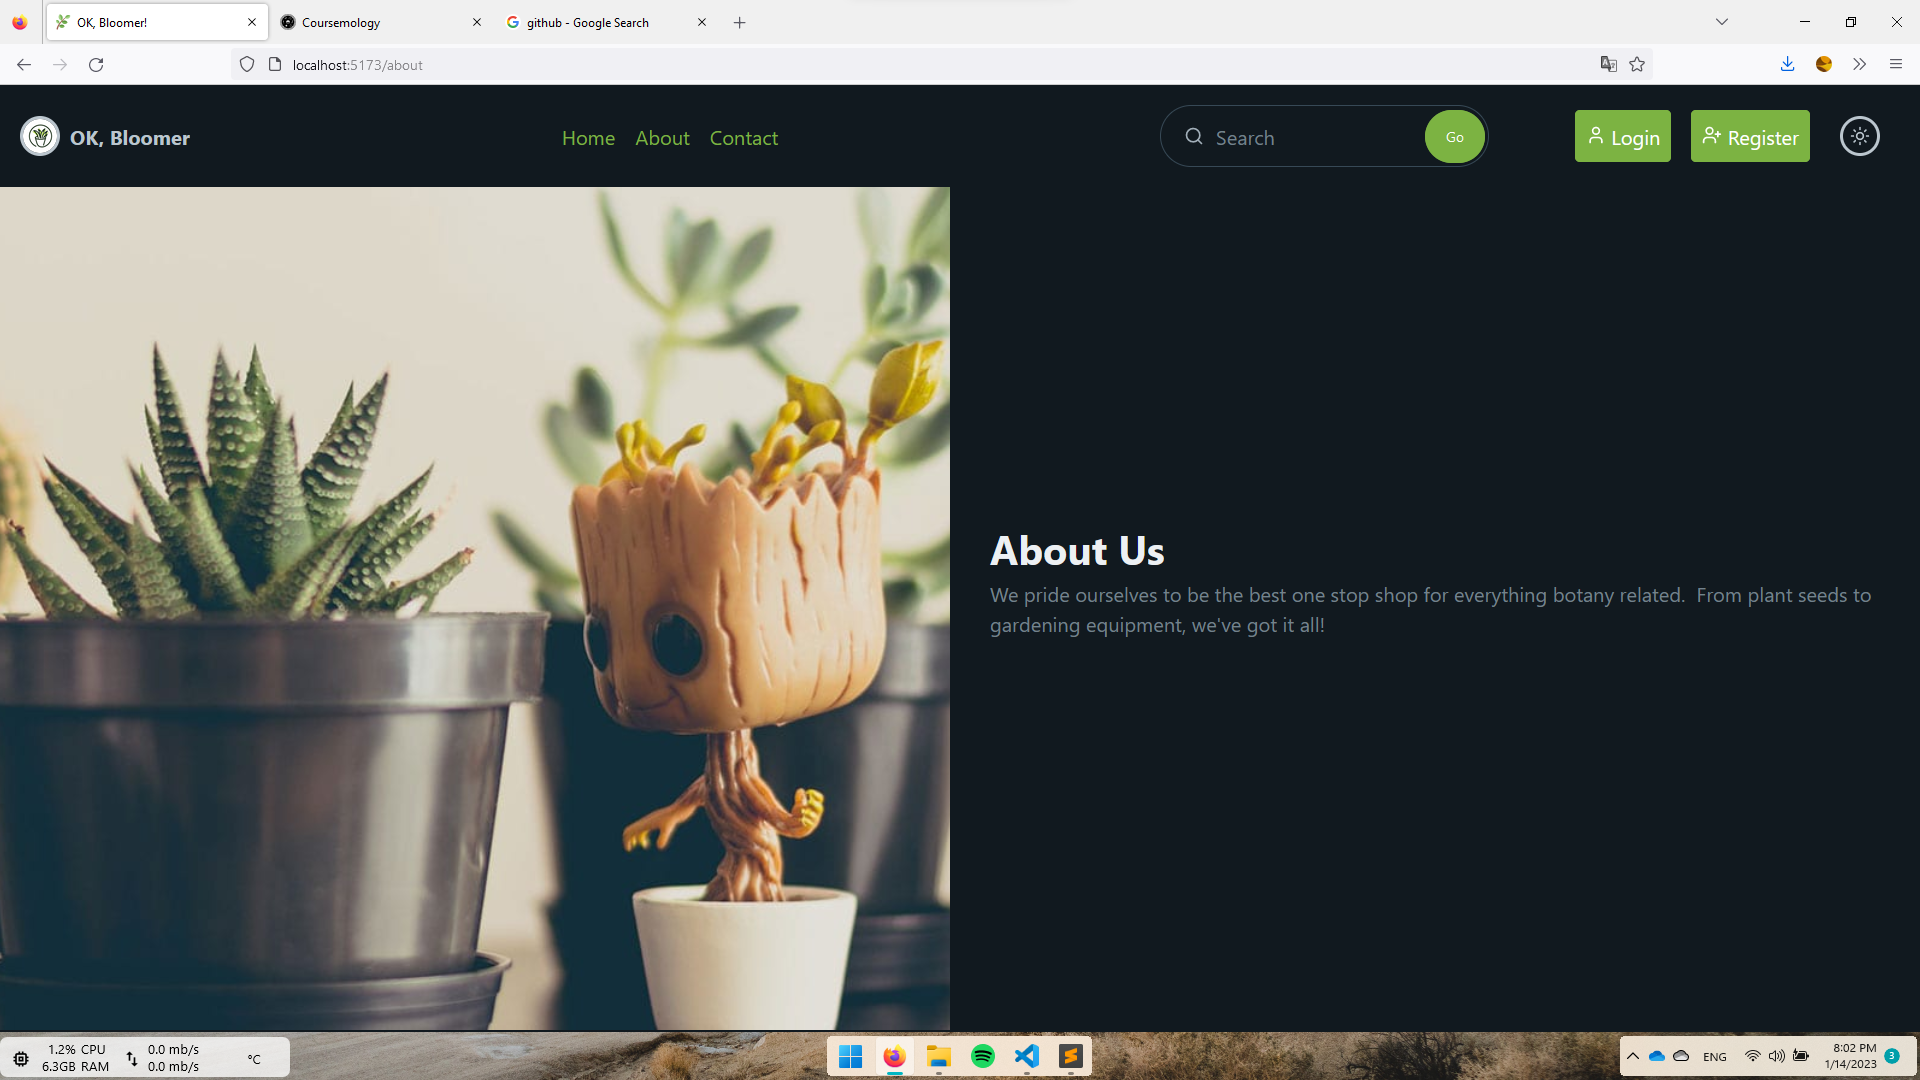 OK, Bloomer!
Coursemology
github - Google Search
localhost:5173/about
OK, Bloomer
Home
About
Contact
Search
Go
Login
Register
About Us
We pride ourselves to be the best one stop shop for everything botany related.  From plant seeds to
gardening equipment, we've got it all!
1.2% CPU
6.3GB RAM
0.0 mb/s
0.0 mb/s
°C
ENG
8:02 PM
1/14/2023
3